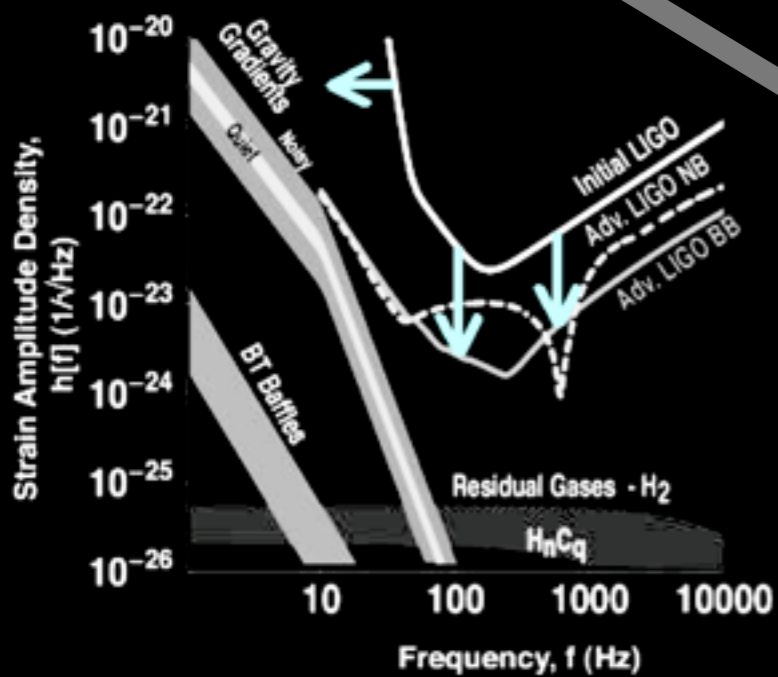 10⁻²⁰
10⁻²¹
10⁻²²
10⁻²³
10⁻²⁴
10⁻²⁵
10⁻²⁶
Strain Amplitude Density,
h[f] (1/√Hz)
Gravity
Gradients
Quiet
Noisy
BT Baffles
Initial LIGO
Adv. LIGO NB
Adv. LIGO BB
Residual Gases - H₂
HₙC_q
10
100
1000
10000
Frequency, f (Hz)